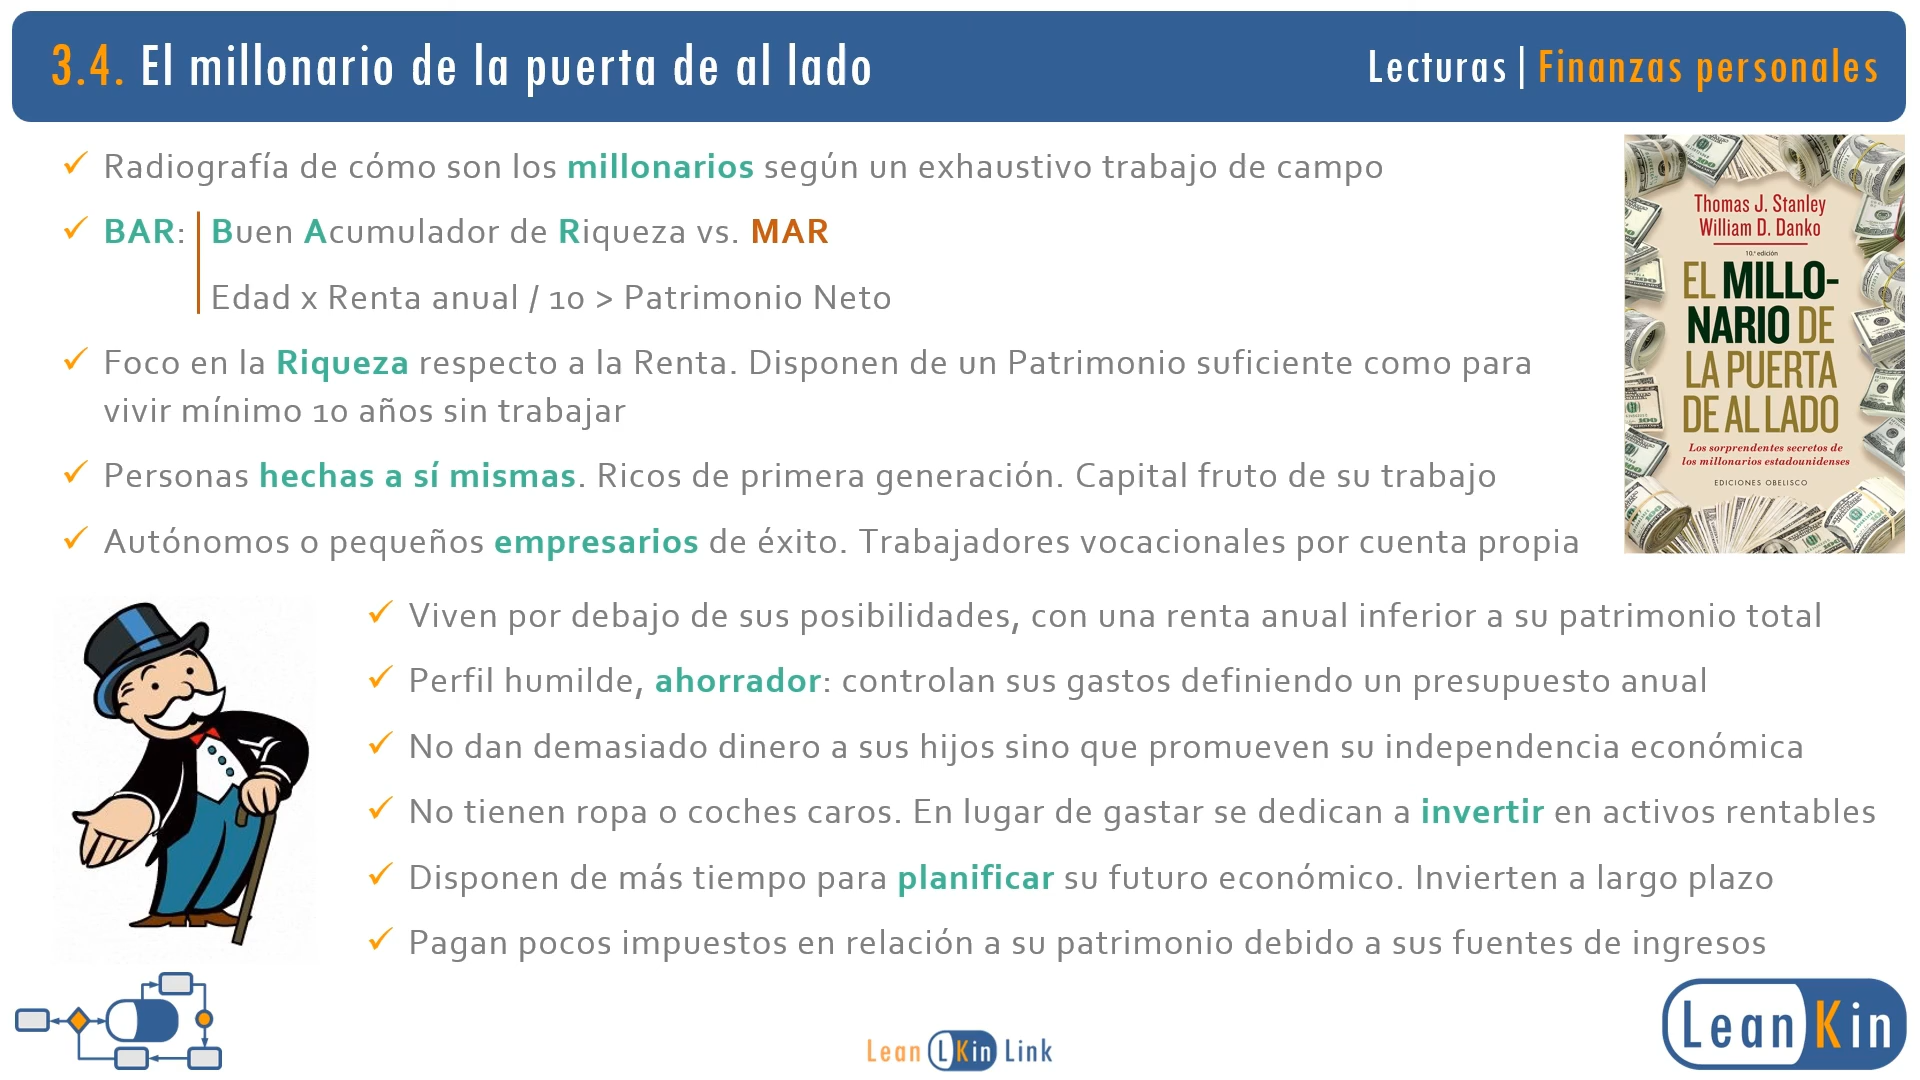 3.4. El millonario de la puerta de al lado
Lecturas | Finanzas personales
Radiografía de cómo son los millonarios según un exhaustivo trabajo de campo
BAR: Buen Acumulador de Riqueza vs. MAR
Edad x Renta anual / 10 > Patrimonio Neto
Foco en la Riqueza respecto a la Renta. Disponen de un Patrimonio suficiente como para
vivir mínimo 10 años sin trabajar
Personas hechas a sí mismas. Ricos de primera generación. Capital fruto de su trabajo
Autónomos o pequeños empresarios de éxito. Trabajadores vocacionales por cuenta propia
Thomas J. Stanley
William D. Danko
10.ª edición
EL MILLO-
NARIO DE
LA PUERTA
DE AL LADO
Los sorprendentes secretos de
los millonarios estadounidenses
EDICIONES OBELISCO
Viven por debajo de sus posibilidades, con una renta anual inferior a su patrimonio total
Perfil humilde, ahorrador: controlan sus gastos definiendo un presupuesto anual
No dan demasiado dinero a sus hijos sino que promueven su independencia económica
No tienen ropa o coches caros. En lugar de gastar se dedican a invertir en activos rentables
Disponen de más tiempo para planificar su futuro económico. Invierten a largo plazo
Pagan pocos impuestos en relación a su patrimonio debido a sus fuentes de ingresos
Lean LKin Link
Lean Kin